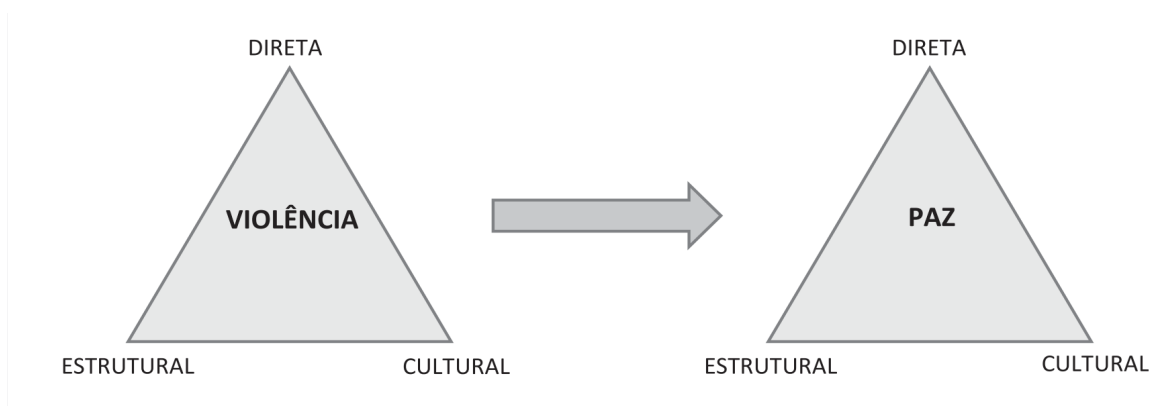 DIRETA
VIOLÊNCIA
ESTRUTURAL
CULTURAL
DIRETA
PAZ
ESTRUTURAL
CULTURAL